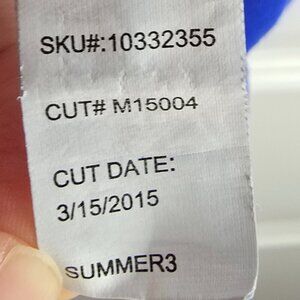 SKU#:10332355
CUT# M15004
CUT DATE:
3/15/2015
SUMMER3